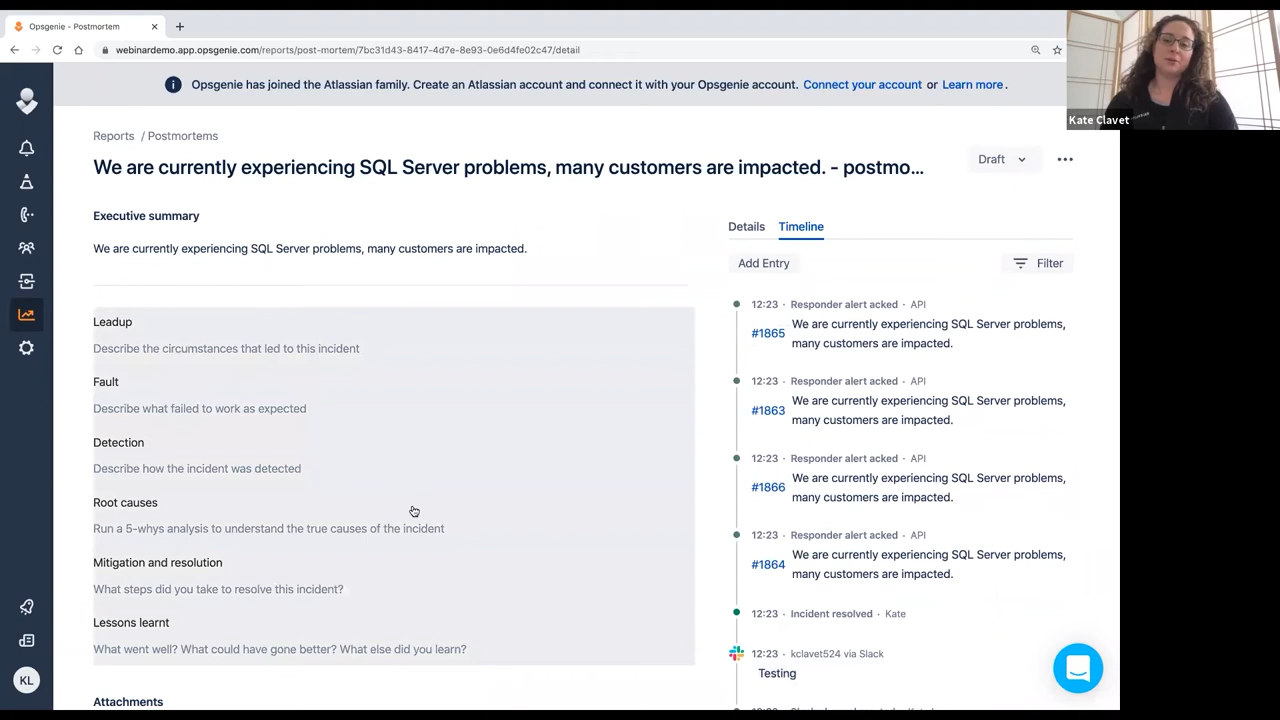 Opsgenie - Postmortem
webinardemo.app.opsgenie.com/reports/post-mortem/7bc31d43-8417-4d7e-8e93-0e6d4fe02c47/detail
Kate Clavet
Opsgenie has joined the Atlassian family. Create an Atlassian account and connect it with your Opsgenie account. Connect your account or Learn more.
Reports / Postmortems
We are currently experiencing SQL Server problems, many customers are impacted. - postmo...
Draft
Executive summary
We are currently experiencing SQL Server problems, many customers are impacted.
Leadup
Describe the circumstances that led to this incident
Fault
Describe what failed to work as expected
Detection
Describe how the incident was detected
Root causes
Run a 5-whys analysis to understand the true causes of the incident
Mitigation and resolution
What steps did you take to resolve this incident?
Lessons learnt
What went well? What could have gone better? What else did you learn?
Attachments
Details Timeline
Add Entry Filter
12:23 · Responder alert acked · API
#1865 We are currently experiencing SQL Server problems,
many customers are impacted.
12:23 · Responder alert acked · API
#1863 We are currently experiencing SQL Server problems,
many customers are impacted.
12:23 · Responder alert acked · API
#1866 We are currently experiencing SQL Server problems,
many customers are impacted.
12:23 · Responder alert acked · API
#1864 We are currently experiencing SQL Server problems,
many customers are impacted.
12:23 · Incident resolved · Kate
12:23 · kclavet524 via Slack
Testing
KL